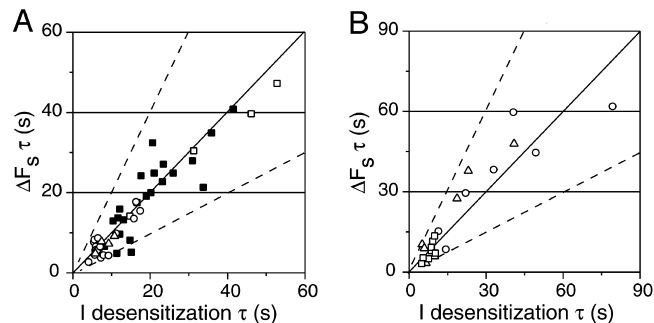 A
B
60
40
20
0
ΔFs τ (s)
0 20 40 60
I desensitization τ (s)
90
60
30
0
ΔFs τ (s)
0 30 60 90
I desensitization τ (s)